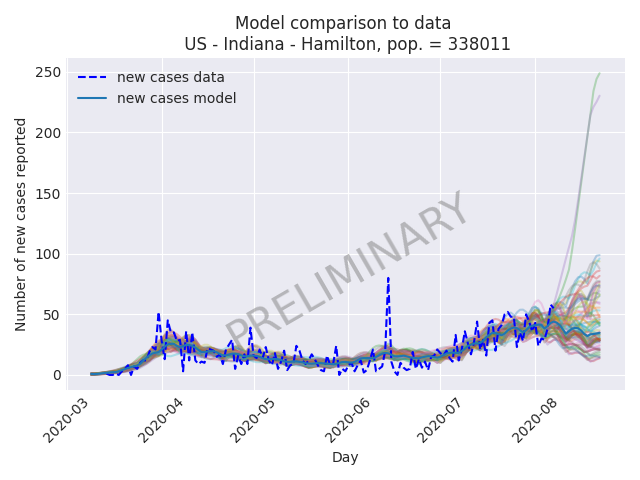 Model comparison to data
US - Indiana - Hamilton, pop. = 338011
new cases data
new cases model
PRELIMINARY
Number of new cases reported
250
200
150
100
50
0
2020-03
2020-04
2020-05
2020-06
2020-07
2020-08
Day